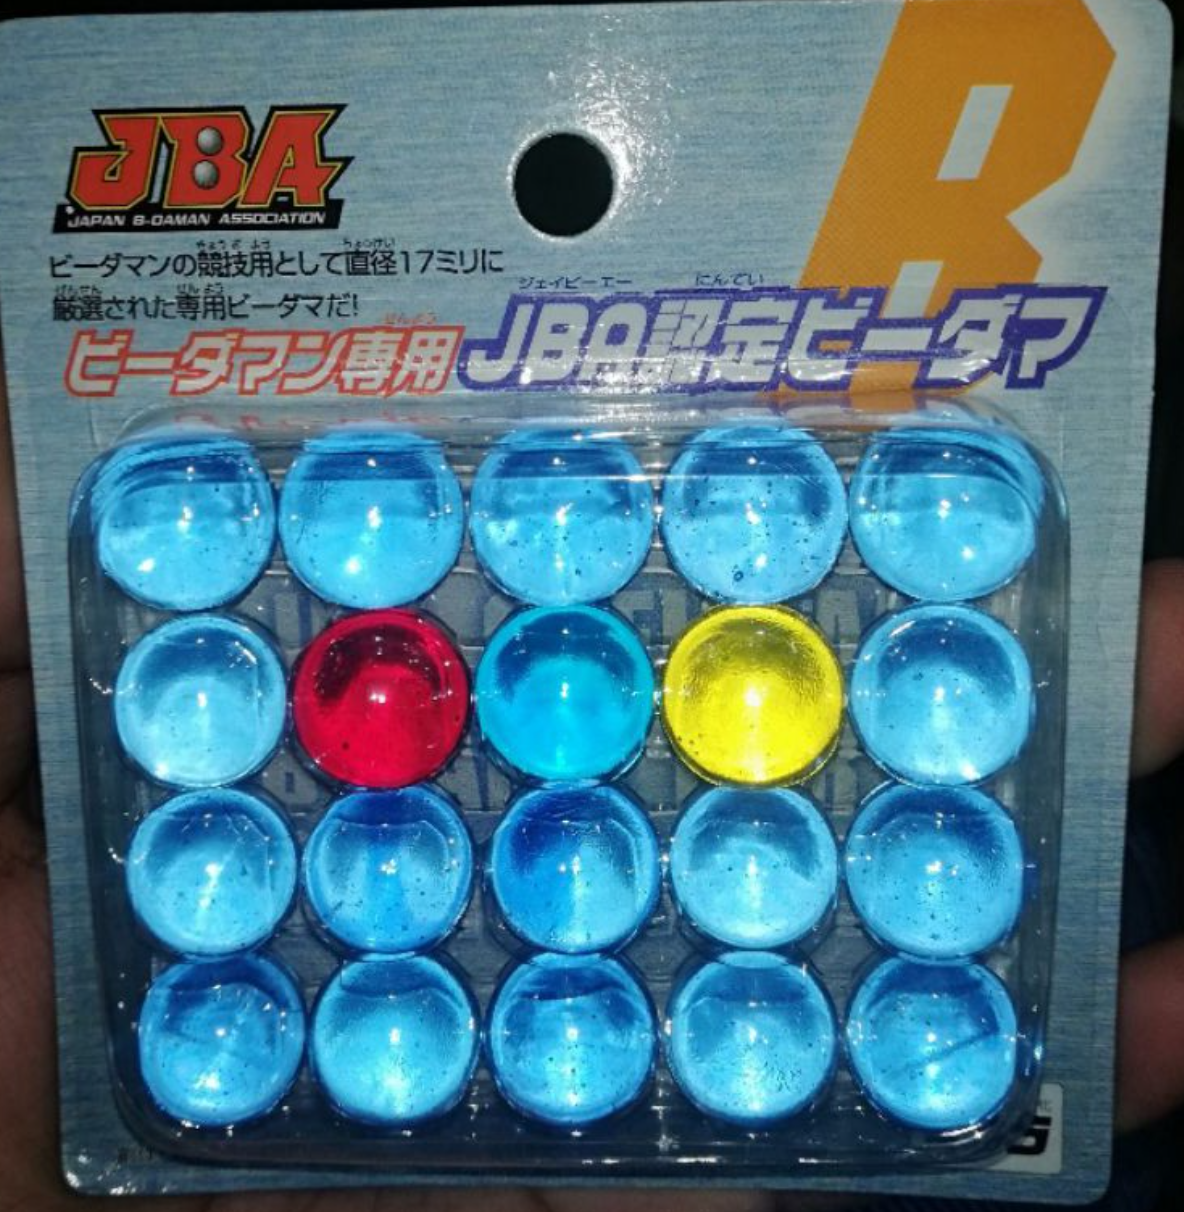 JBA
JAPAN B-DAMAN ASSOCIATION
ビーダマンの競技用として直径17ミリに
厳選された専用ビーダマだ!
ビーダマン専用 JBA認定ビーダマ
B